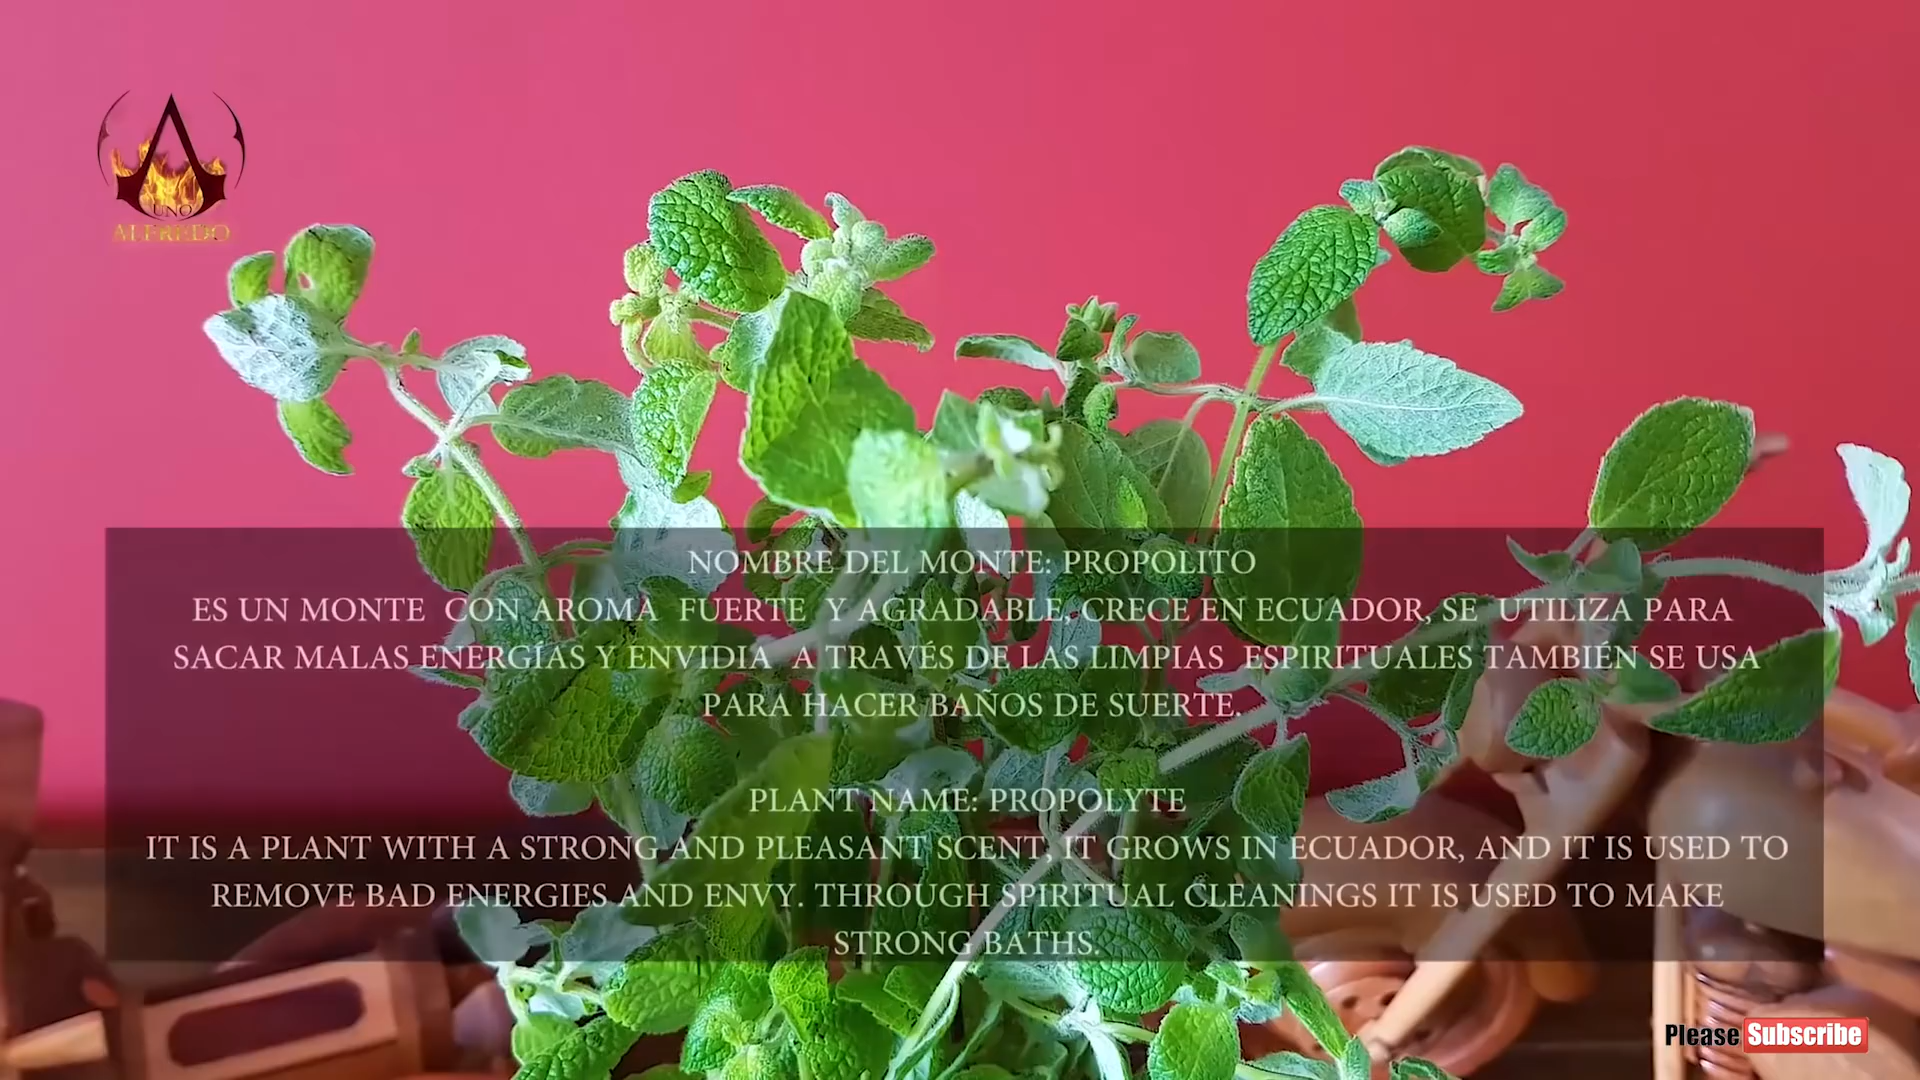 UNO
ALFREDO
NOMBRE DEL MONTE: PROPOLITO
ES UN MONTE CON AROMA FUERTE Y AGRADABLE, CRECE EN ECUADOR, SE UTILIZA PARA
SACAR MALAS ENERGÍAS Y ENVIDIA A TRAVÉS DE LAS LIMPIAS ESPIRITUALES TAMBIÉN SE USA
PARA HACER BAÑOS DE SUERTE.
PLANT NAME: PROPOLYTE
IT IS A PLANT WITH A STRONG AND PLEASANT SCENT, IT GROWS IN ECUADOR, AND IT IS USED TO
REMOVE BAD ENERGIES AND ENVY. THROUGH SPIRITUAL CLEANINGS IT IS USED TO MAKE
STRONG BATHS.
Please Subscribe